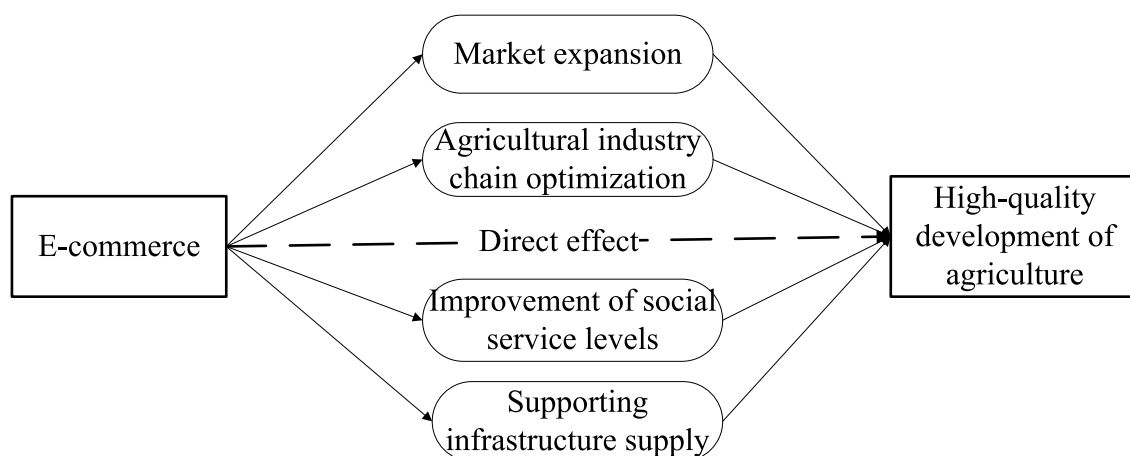 Market expansion
Agricultural industry
chain optimization
E-commerce
Direct effect
High-quality
development of
agriculture
Improvement of social
service levels
Supporting
infrastructure supply